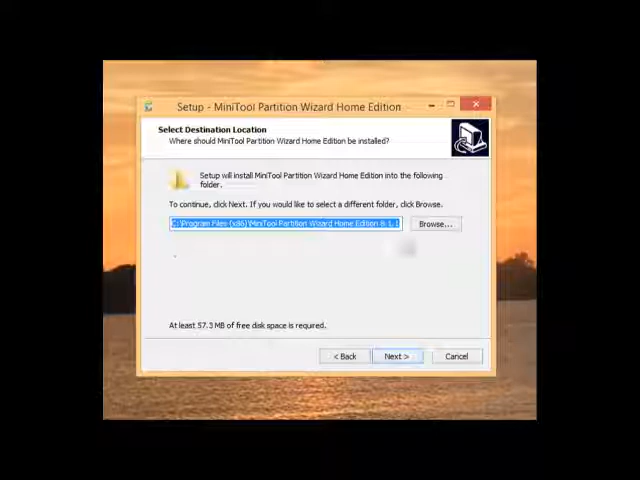 Setup - MiniTool Partition Wizard Home Edition
Select Destination Location
Where should MiniTool Partition Wizard Home Edition be installed?
Setup will install MiniTool Partition Wizard Home Edition into the following
folder.
To continue, click Next. If you would like to select a different folder, click Browse.
C:\Program Files (x86)\MiniTool Partition Wizard Home Edition 8.1.1
Browse...
At least 57.3 MB of free disk space is required.
< Back
Next >
Cancel